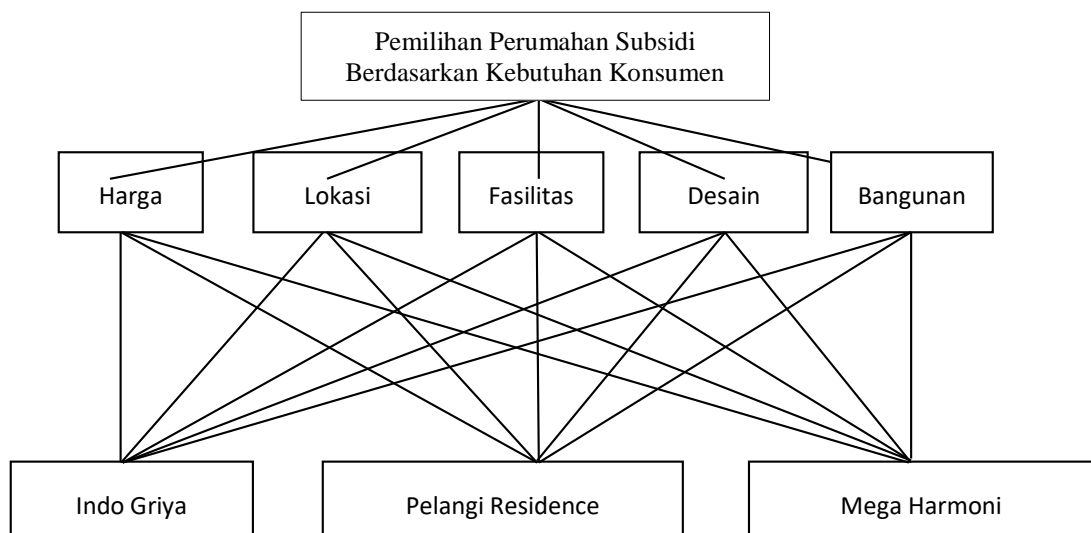 Pemilihan Perumahan Subsidi
Berdasarkan Kebutuhan Konsumen
Harga
Lokasi
Fasilitas
Desain
Bangunan
Indo Griya
Pelangi Residence
Mega Harmoni